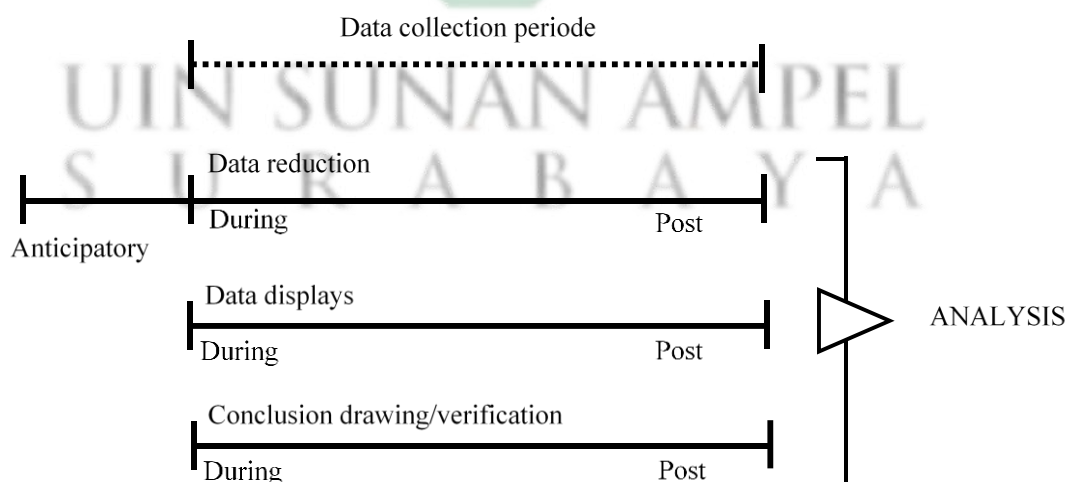 Data collection periode
UIN SUNAN AMPEL
S U R A B A Y A
Data reduction
During
Post
Anticipatory
Data displays
During
Post
ANALYSIS
Conclusion drawing/verification
During
Post